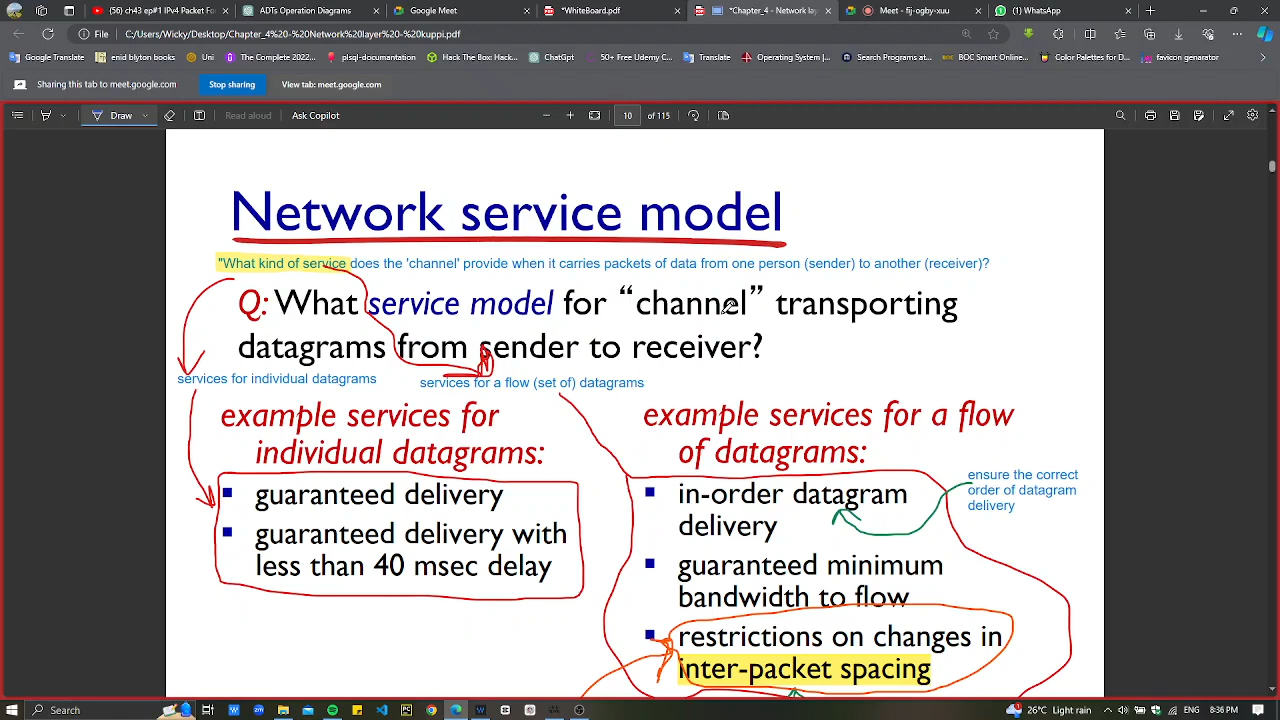 ch43 ep#1 IPV4 Packet Fo
ADTs Operation Diagrams
Google Meet
*WhiteBoard.pdf
*Chapter 4 - Network lay
Meet - fij-ogby-xuu
(1) WhatsApp
File
C:/Users/Wicky/Desktop/Chapter_4%20-%20Network%20layer%20-%20kuppi.pdf
Google Translate
enid blyton books
Uni
The Complete 2022...
plsql-documentation
Hack The Box: Hack...
ChatGpt
50+ Free Udemy C...
Translate
Operating System |...
Search Programs at...
BOC Smart Online...
Color Palettes for D...
favicon generator
Sharing this tab to meet.google.com
Stop sharing
View tab: meet.google.com
Draw
Read aloud
Ask Copilot
10
of 115
Network service model
"What kind of service does the 'channel' provide when it carries packets of data from one person (sender) to another (receiver)?
Q: What service model for “channel” transporting
datagrams from sender to receiver?
services for individual datagrams
services for a flow (set of) datagrams
example services for
individual datagrams:
guaranteed delivery
guaranteed delivery with
less than 40 msec delay
example services for a flow
of datagrams:
in-order datagram
delivery
guaranteed minimum
bandwidth to flow
restrictions on changes in
inter-packet spacing
ensure the correct
order of datagram
delivery
Search
26°C Light rain
ENG
8:36 PM